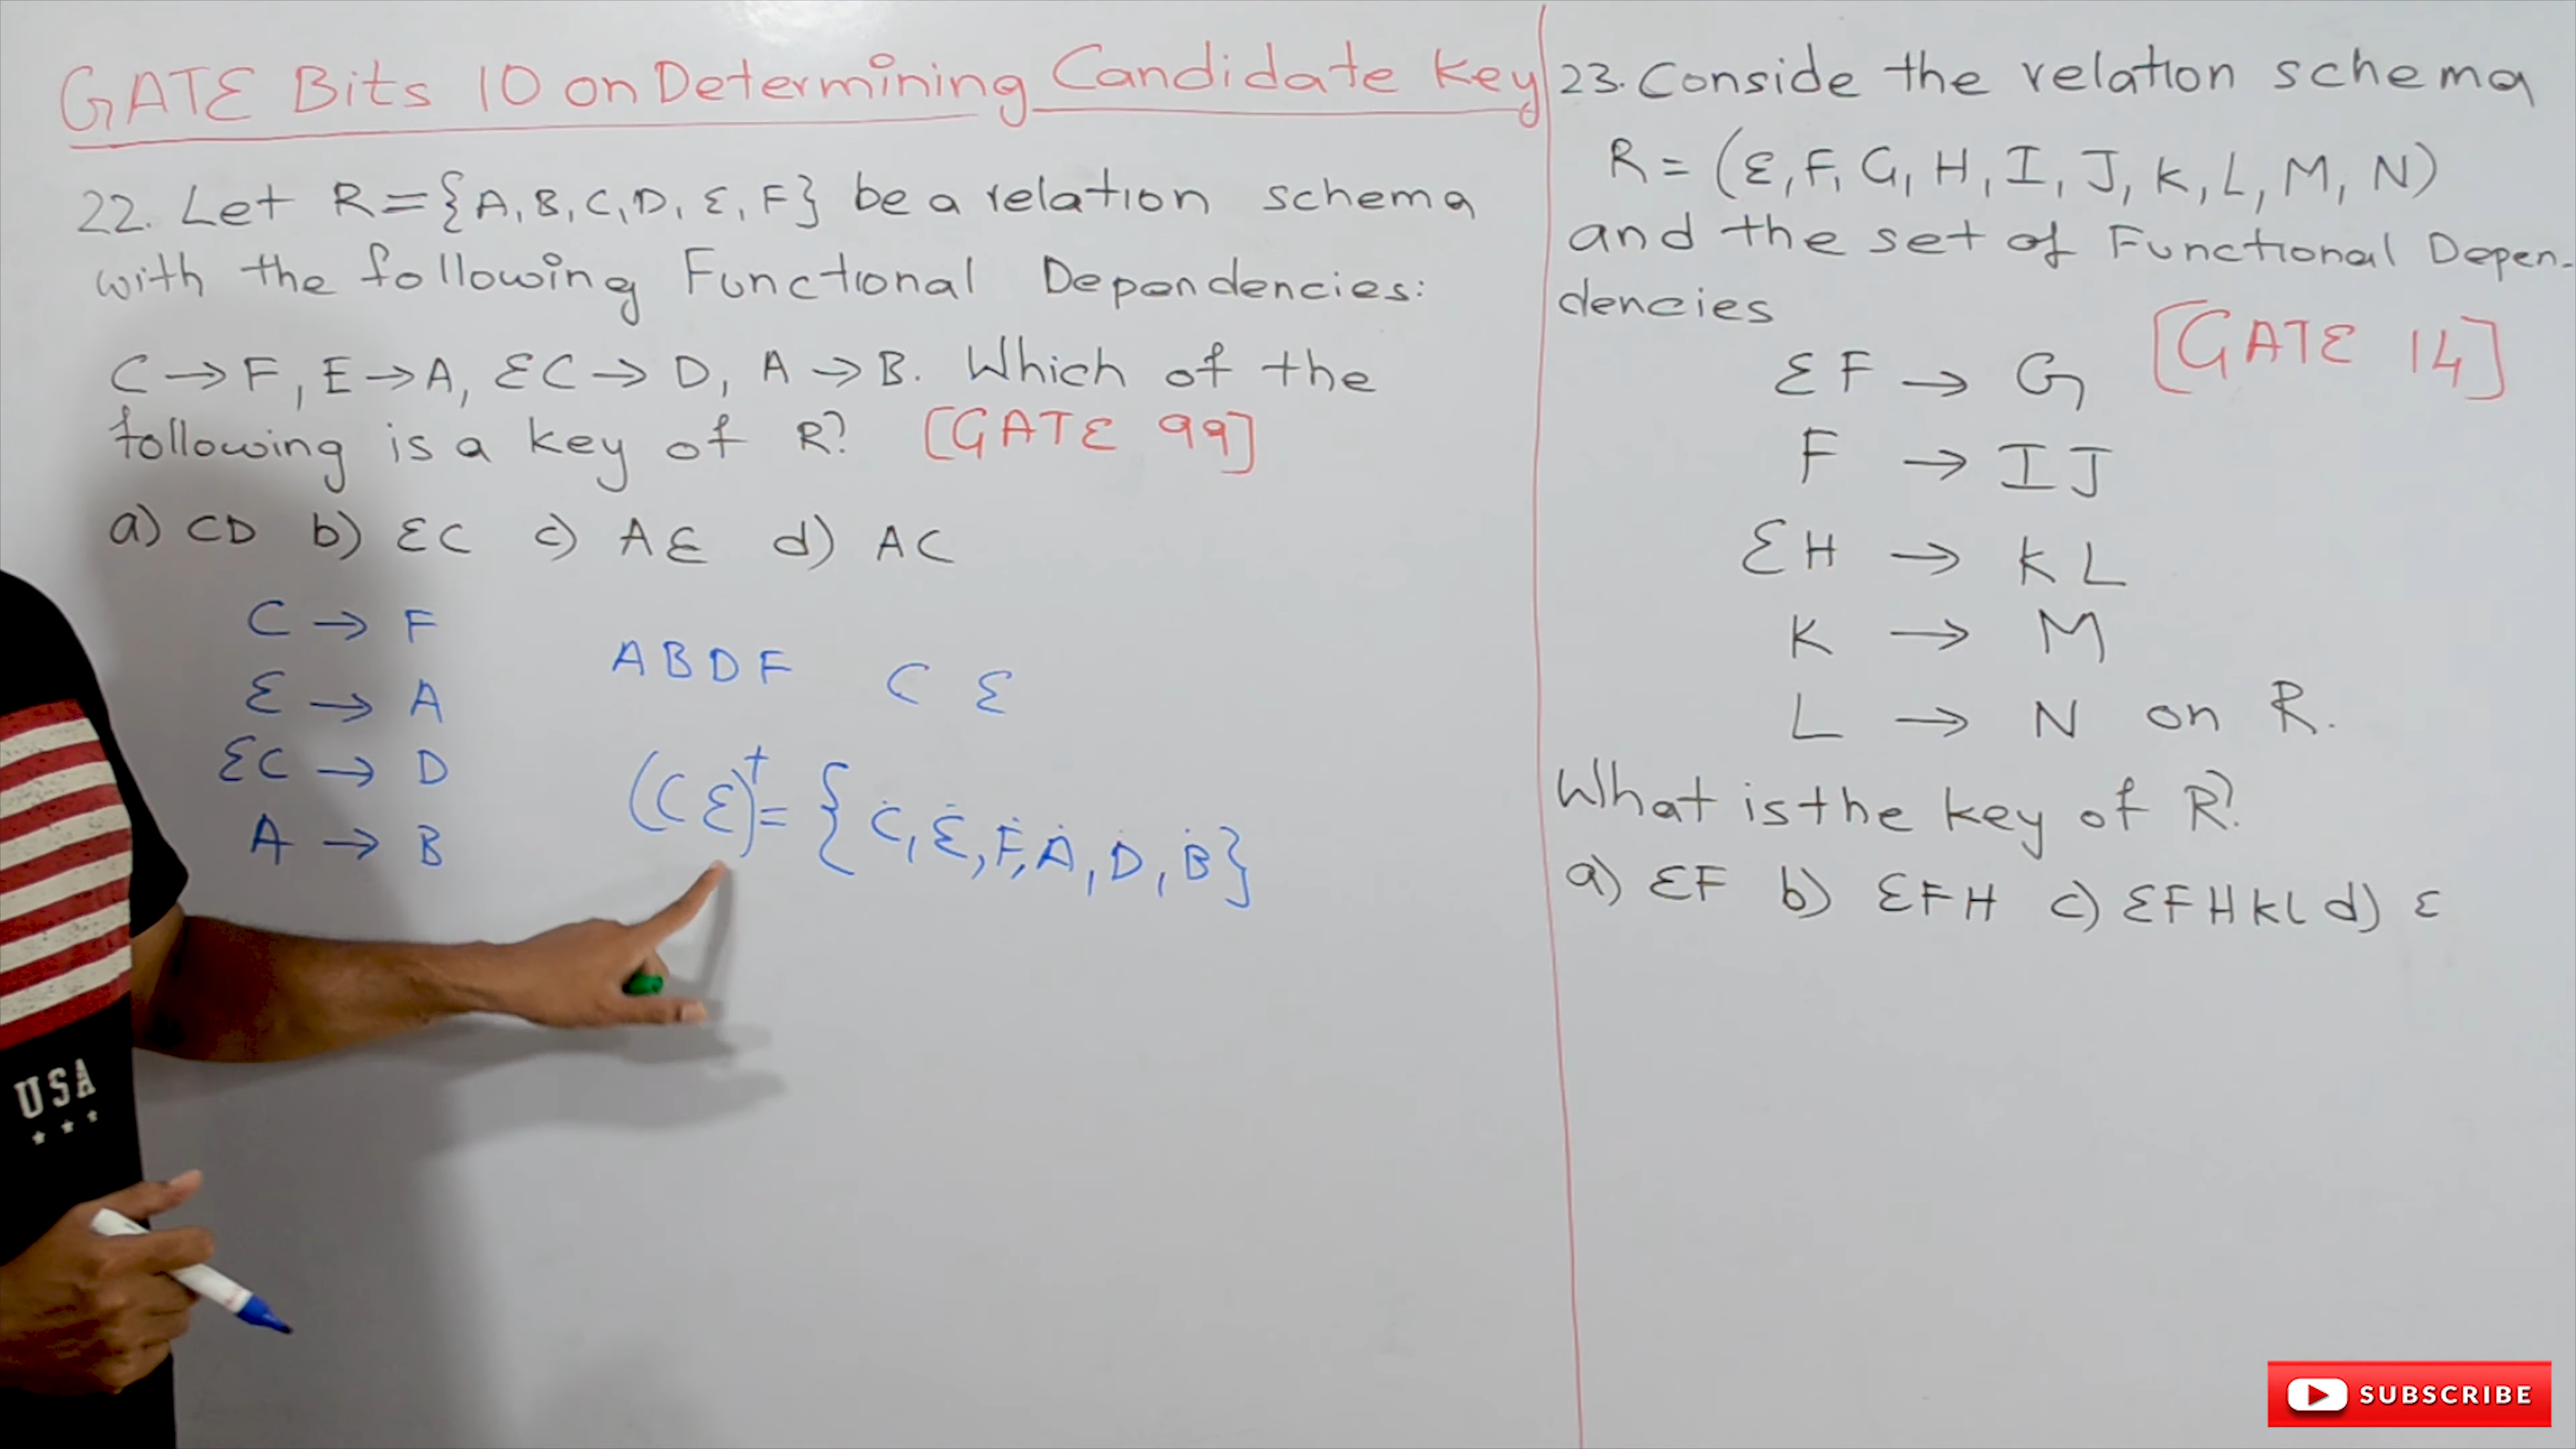 GATE Bits 10 on Determining Candidate Key
22. Let R={A,B,C,D,E,F} be a relation schema
with the following Functional Dependencies:
C→F, E→A, EC→D, A→B. Which of the
following is a key of R? [GATE 99]
a) CD b) EC c) AE d) AC
C → F
E → A
EC → D
A → B
ABDF C E
(CE)⁺= {C,E,F,A,D,B}
23. Conside the relation schema
R= (E,F,G,H,I,J,K,L,M,N)
and the set of Functional Depen-
dencies [GATE 14]
EF → G
F → IJ
EH → KL
K → M
L → N on R.
What is the key of R?
a) EF b) EFH c) EFHKL d) E
USA
SUBSCRIBE